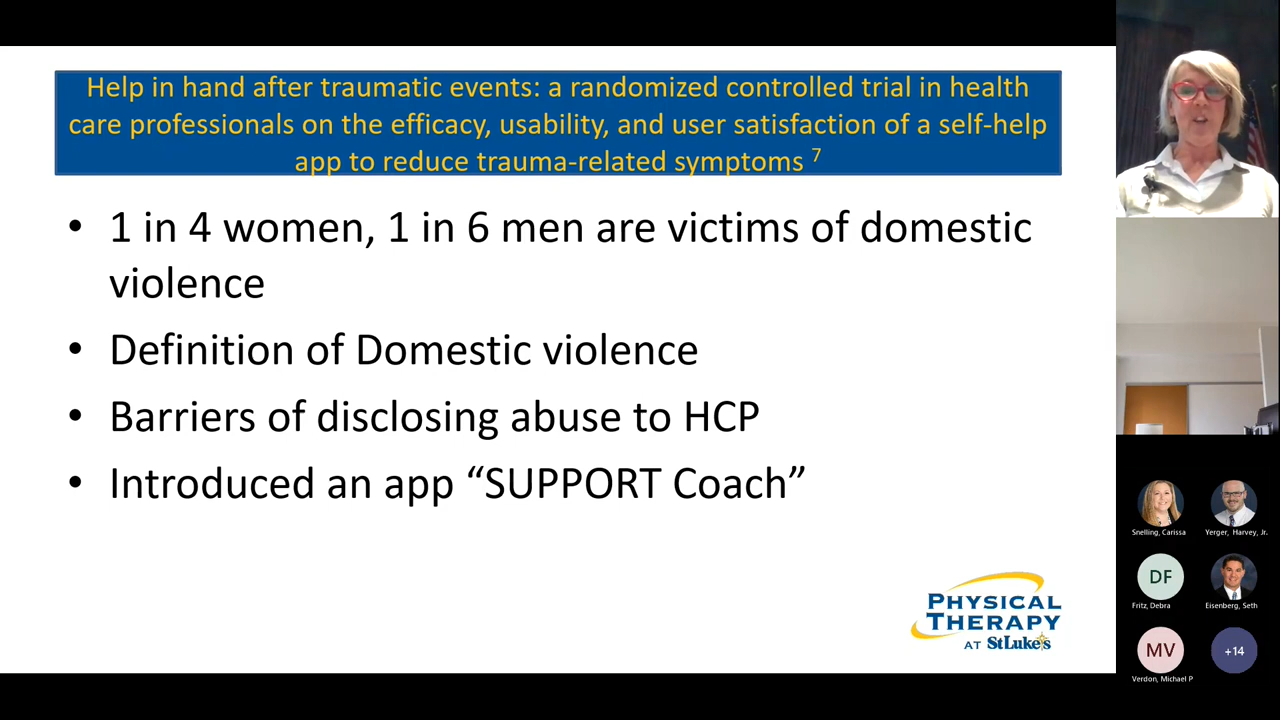 Help in hand after traumatic events: a randomized controlled trial in health
care professionals on the efficacy, usability, and user satisfaction of a self-help
app to reduce trauma-related symptoms 7
• 1 in 4 women, 1 in 6 men are victims of domestic
violence
• Definition of Domestic violence
• Barriers of disclosing abuse to HCP
• Introduced an app “SUPPORT Coach”
PHYSICAL
THERAPY
AT StLuke's
Snelling, Carissa
Yerger, Harvey, Jr.
DF
Fritz, Debra
Eisenberg, Seth
MV
Verdon, Michael P
+14